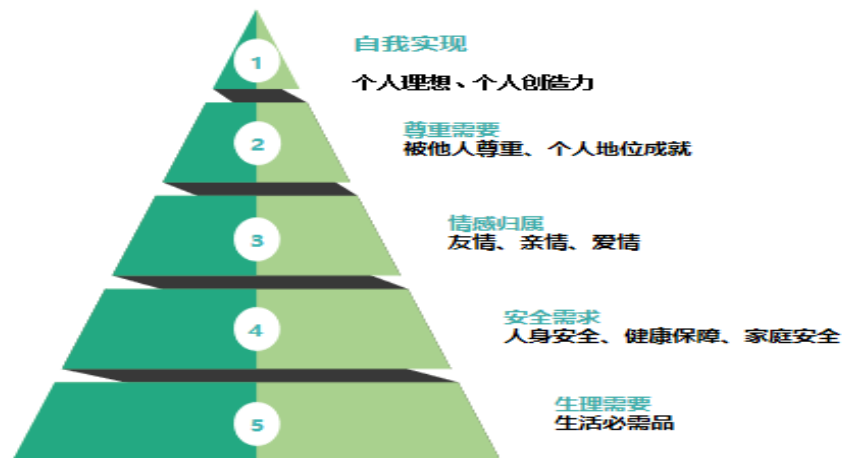 1
自我实现
个人理想、个人创造力
2
尊重需要
被他人尊重、个人地位成就
3
情感归属
友情、亲情、爱情
4
安全需求
人身安全、健康保障、家庭安全
5
生理需要
生活必需品